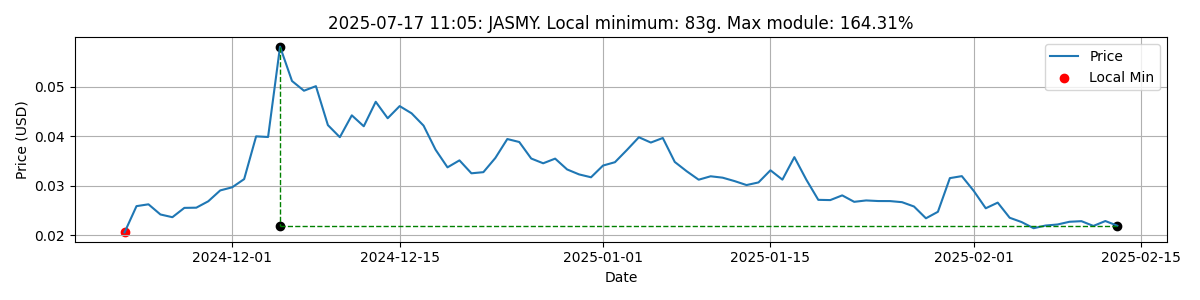 2025-07-17 11:05: JASMY. Local minimum: 83g. Max module: 164.31%
Price (USD)
0.05
0.04
0.03
0.02
Price
Local Min
2024-12-01
2024-12-15
2025-01-01
2025-01-15
2025-02-01
2025-02-15
Date